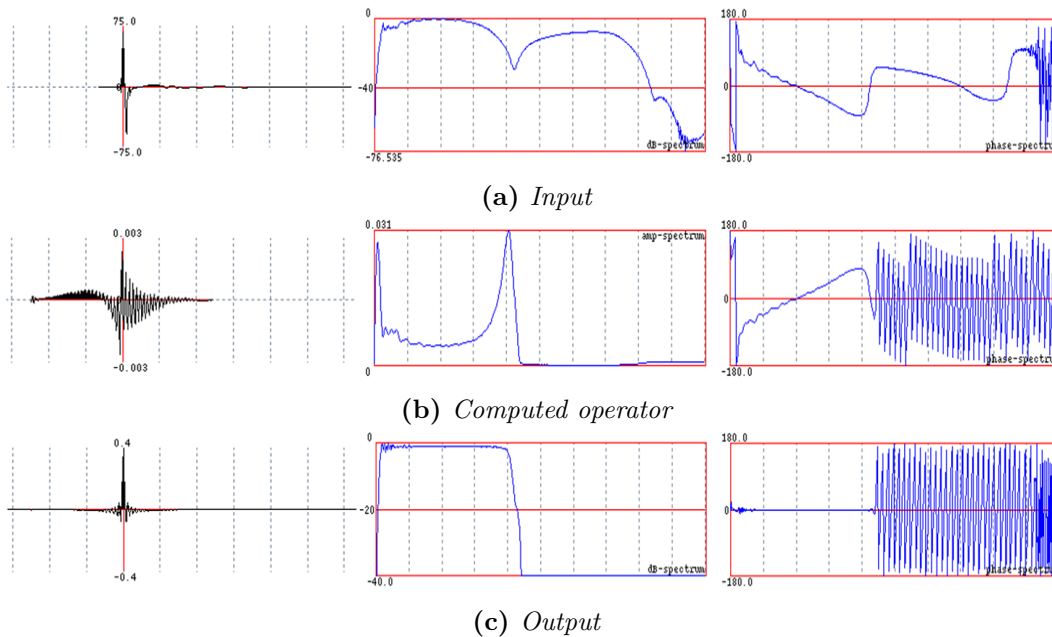 75.0
0
-75.0
0
-40
-76.535
dB-spectrum
180.0
0
-180.0
phase-spectrum
(a) Input
0.003
-0.003
0.031
0
amp-spectrum
180.0
0
-180.0
phase-spectrum
(b) Computed operator
0.4
-0.4
0
-20
-40.0
dB-spectrum
180.0
0
-180.0
phase-spectrum
(c) Output